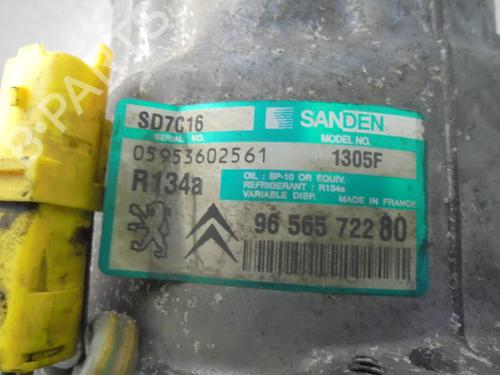 SD7C16
SANDEN
SERIAL NO.
MODEL NO.
05953602561
1305F
R134a
OIL : SP-10 OR EQUIV.
REFRIGERANT : R134a
VARIABLE DISP. MADE IN FRANCE
96 565 722 80